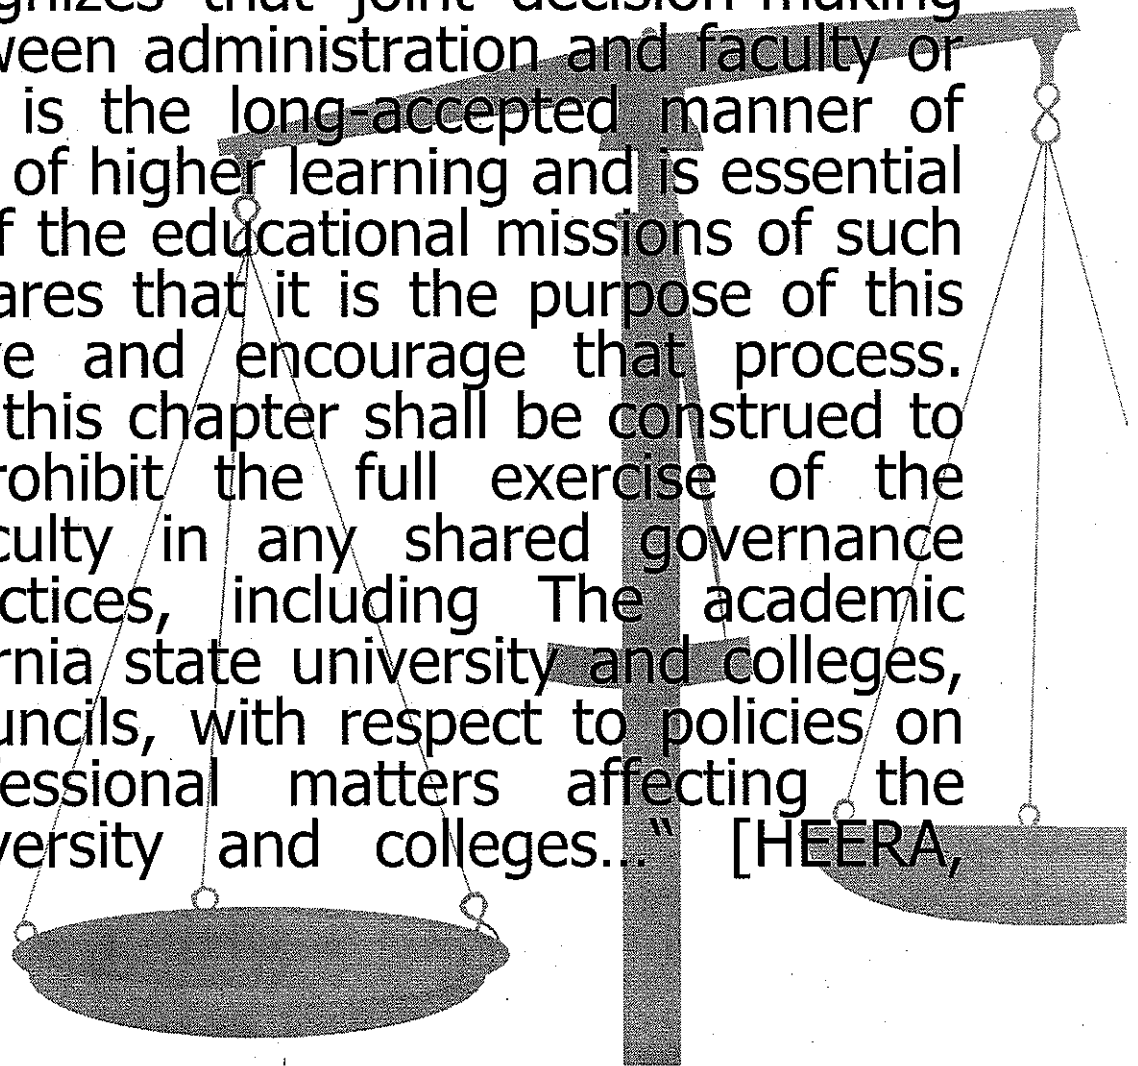 gnizes that joint decision-making
ween administration and faculty or
is the long-accepted manner of
of higher learning and is essential
f the educational missions of such
ares that it is the purpose of this
e and encourage that process.
this chapter shall be construed to
rohibit the full exercise of the
culty in any shared governance
ctices, including The academic
rnia state university and colleges,
uncils, with respect to policies on
fessional matters affecting the
versity and colleges..." [HEERA,